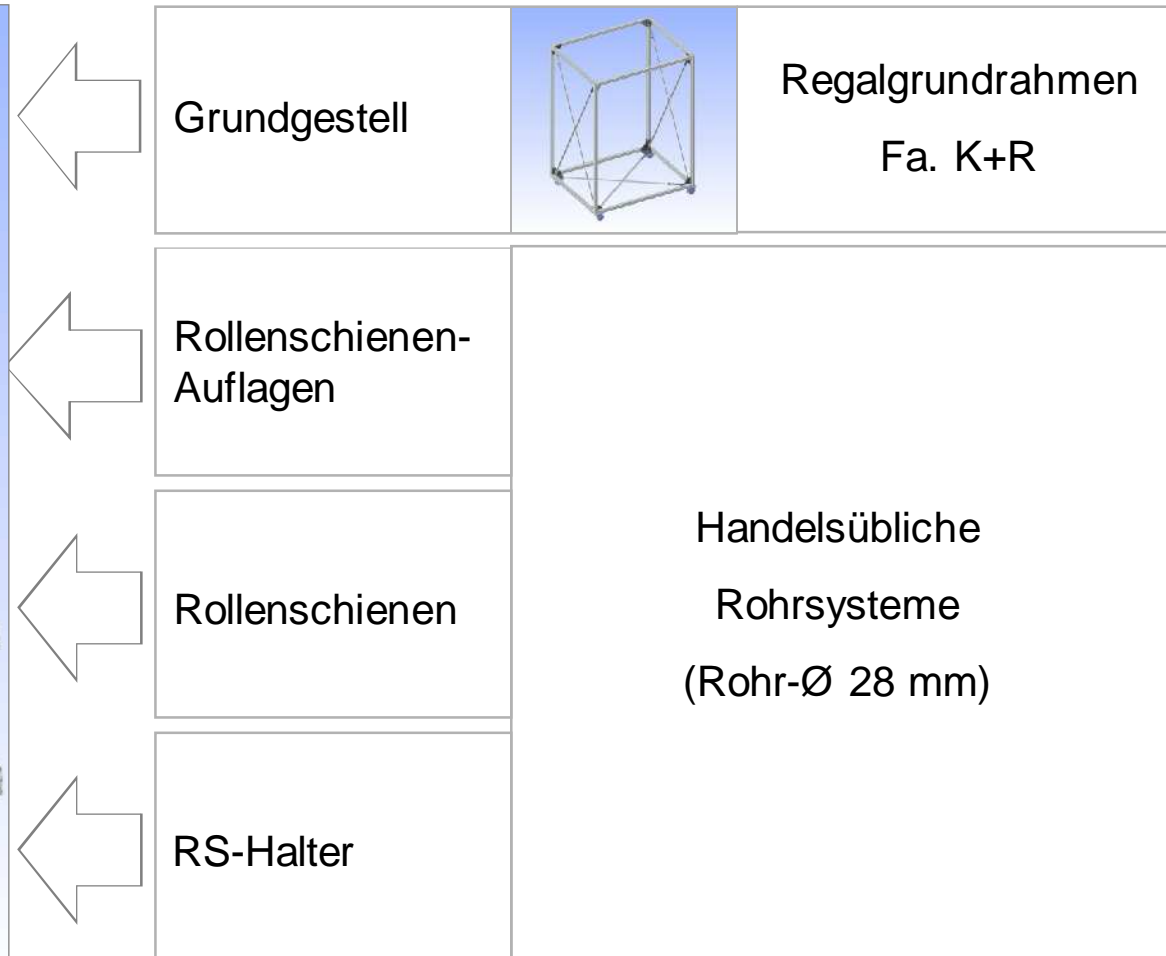 Grundgestell
Regalgrundrahmen
Fa. K+R
Rollenschienen-
Auflagen
Rollenschienen
RS-Halter
Handelsübliche
Rohrsysteme
(Rohr-Ø 28 mm)